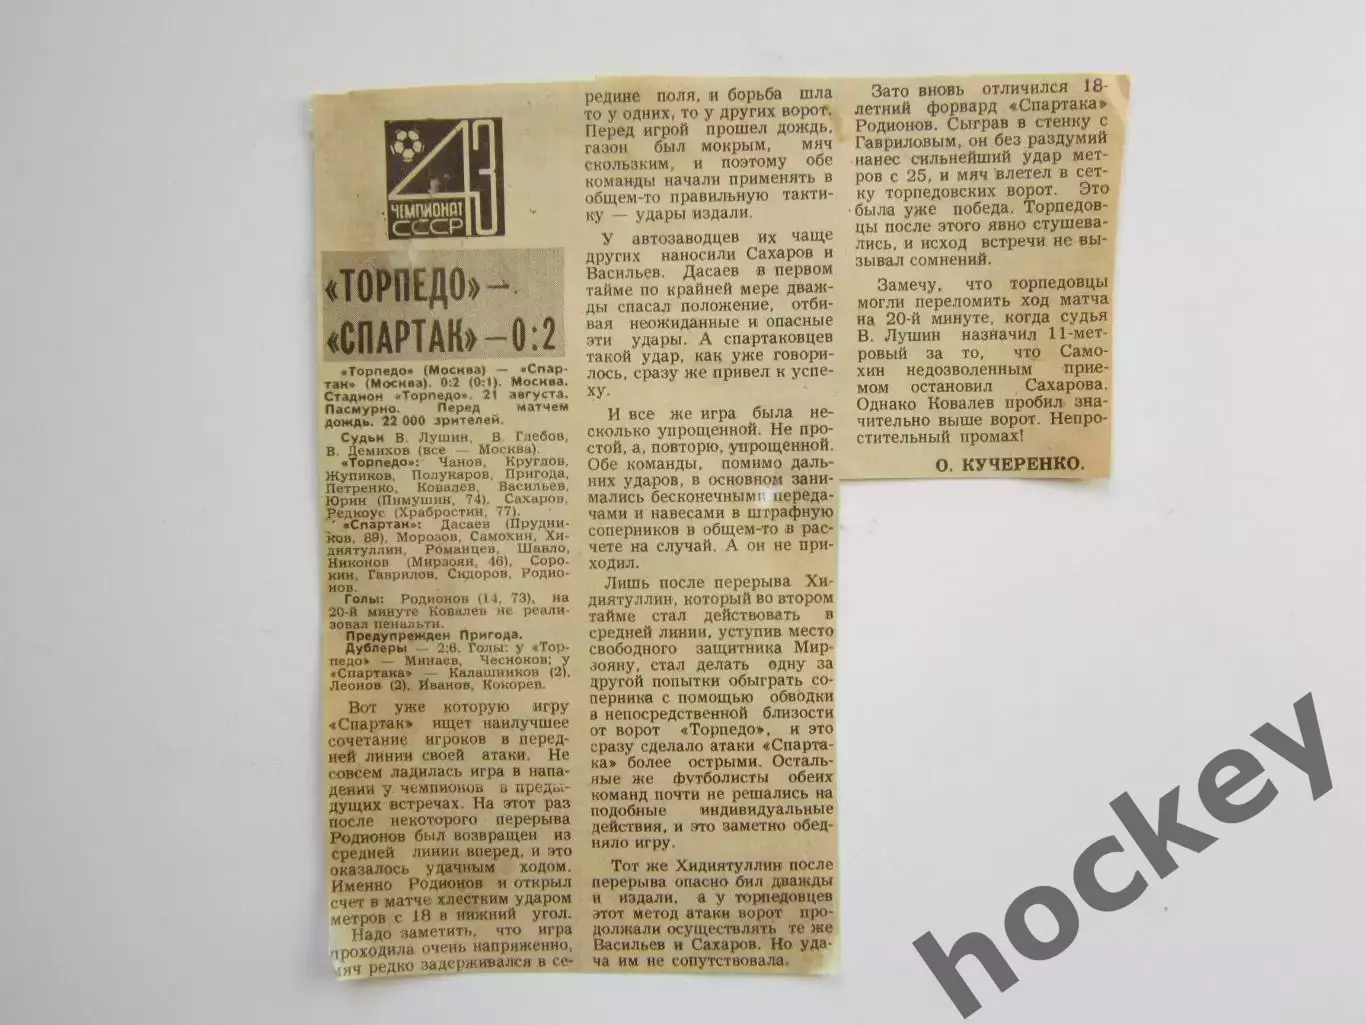 43
ЧЕМПИОНАТ
СССР
«ТОРПЕДО» —
«СПАРТАК» — 0:2
«Торпедо» (Москва) — «Спар-
так» (Москва). 0:2 (0:1). Москва.
Стадион «Торпедо». 21 августа.
Пасмурно. Перед матчем
дождь. 22 000 зрителей.
Судьи В. Лушин, В. Глебов,
В. Демихов (все — Москва).
«Торпедо»: Чанов, Круглов,
Жупиков, Полукаров, Пригода,
Петренко, Ковалев, Васильев,
Юрин (Пимушин, 74), Сахаров,
Редкоус (Храбростин, 77).
«Спартак»: Дасаев (Прудни-
ков, 89), Морозов, Самохин, Хи-
диятуллин, Романцев, Шавло,
Никонов (Мирзоян, 46), Соро-
кин, Гаврилов, Сидоров, Родио-
нов.
Голы: Родионов (14, 73), на
20-й минуте Ковалев не реали-
зовал пенальти.
Предупрежден Пригода.
Дублеры — 2:6. Голы: у «Тор-
педо» — Минаев, Чесноков; у
«Спартака» — Калашников (2),
Леонов (2), Иванов, Кокорев.
Вот уже которую игру
«Спартак» ищет наилучшее
сочетание игроков в перед-
ней линии своей атаки. Не
совсем ладилась игра в напа-
дении у чемпионов в преды-
дущих встречах. На этот раз
после некоторого перерыва
Родионов был возвращен из
средней линии вперед, и это
оказалось удачным ходом.
Именно Родионов и открыл
счет в матче хлестким ударом
метров с 18 в нижний угол.
Надо заметить, что игра
проходила очень напряженно,
мяч редко задерживался в се-
редине поля, и борьба шла
то у одних, то у других ворот.
Перед игрой прошел дождь,
газон был мокрым, мяч
скользким, и поэтому обе
команды начали применять в
общем-то правильную такти-
ку — удары издали.
У автозаводцев их чаще
других наносили Сахаров и
Васильев. Дасаев в первом
тайме по крайней мере дваж-
ды спасал положение, отби-
вая неожиданные и опасные
эти удары. А спартаковцев
такой удар, как уже говори-
лось, сразу же привел к успе-
ху.
И все же игра была не-
сколько упрощенной. Не про-
стой, а, повторю, упрощенной.
Обе команды, помимо даль-
них ударов, в основном зани-
мались бесконечными переда-
чами и навесами в штрафную
соперников в общем-то в рас-
чете на случай. А он не при-
ходил.
Лишь после перерыва Хи-
диятуллин, который во втором
тайме стал действовать в
средней линии, уступив место
свободного защитника Мир-
зояну, стал делать одну за
другой попытки обыграть со-
перника с помощью обводки
в непосредственной близости
от ворот «Торпедо», и это
сразу сделало атаки «Спарта-
ка» более острыми. Осталь-
ные же футболисты обеих
команд почти не решались на
подобные индивидуальные
действия, и это заметно обед-
няло игру.
Тот же Хидиятуллин после
перерыва опасно бил дважды
и издали, а у торпедовцев
этот метод атаки ворот про-
должали осуществлять те же
Васильев и Сахаров. Но уда-
ча им не сопутствовала.
Зато вновь отличился 18-
летний форвард «Спартака»
Родионов. Сыграв в стенку с
Гавриловым, он без раздумий
нанес сильнейший удар мет-
ров с 25, и мяч влетел в сет-
ку торпедовских ворот. Это
была уже победа. Торпедов-
цы после этого явно стушева-
лись, и исход встречи не вы-
зывал сомнений.
Замечу, что торпедовцы
могли переломить ход матча
на 20-й минуте, когда судья
В. Лушин назначил 11-мет-
ровый за то, что Само-
хин недозволенным прие-
мом остановил Сахарова.
Однако Ковалев пробил зна-
чительно выше ворот. Непро-
стительный промах!
О. КУЧЕРЕНКО.
hockey